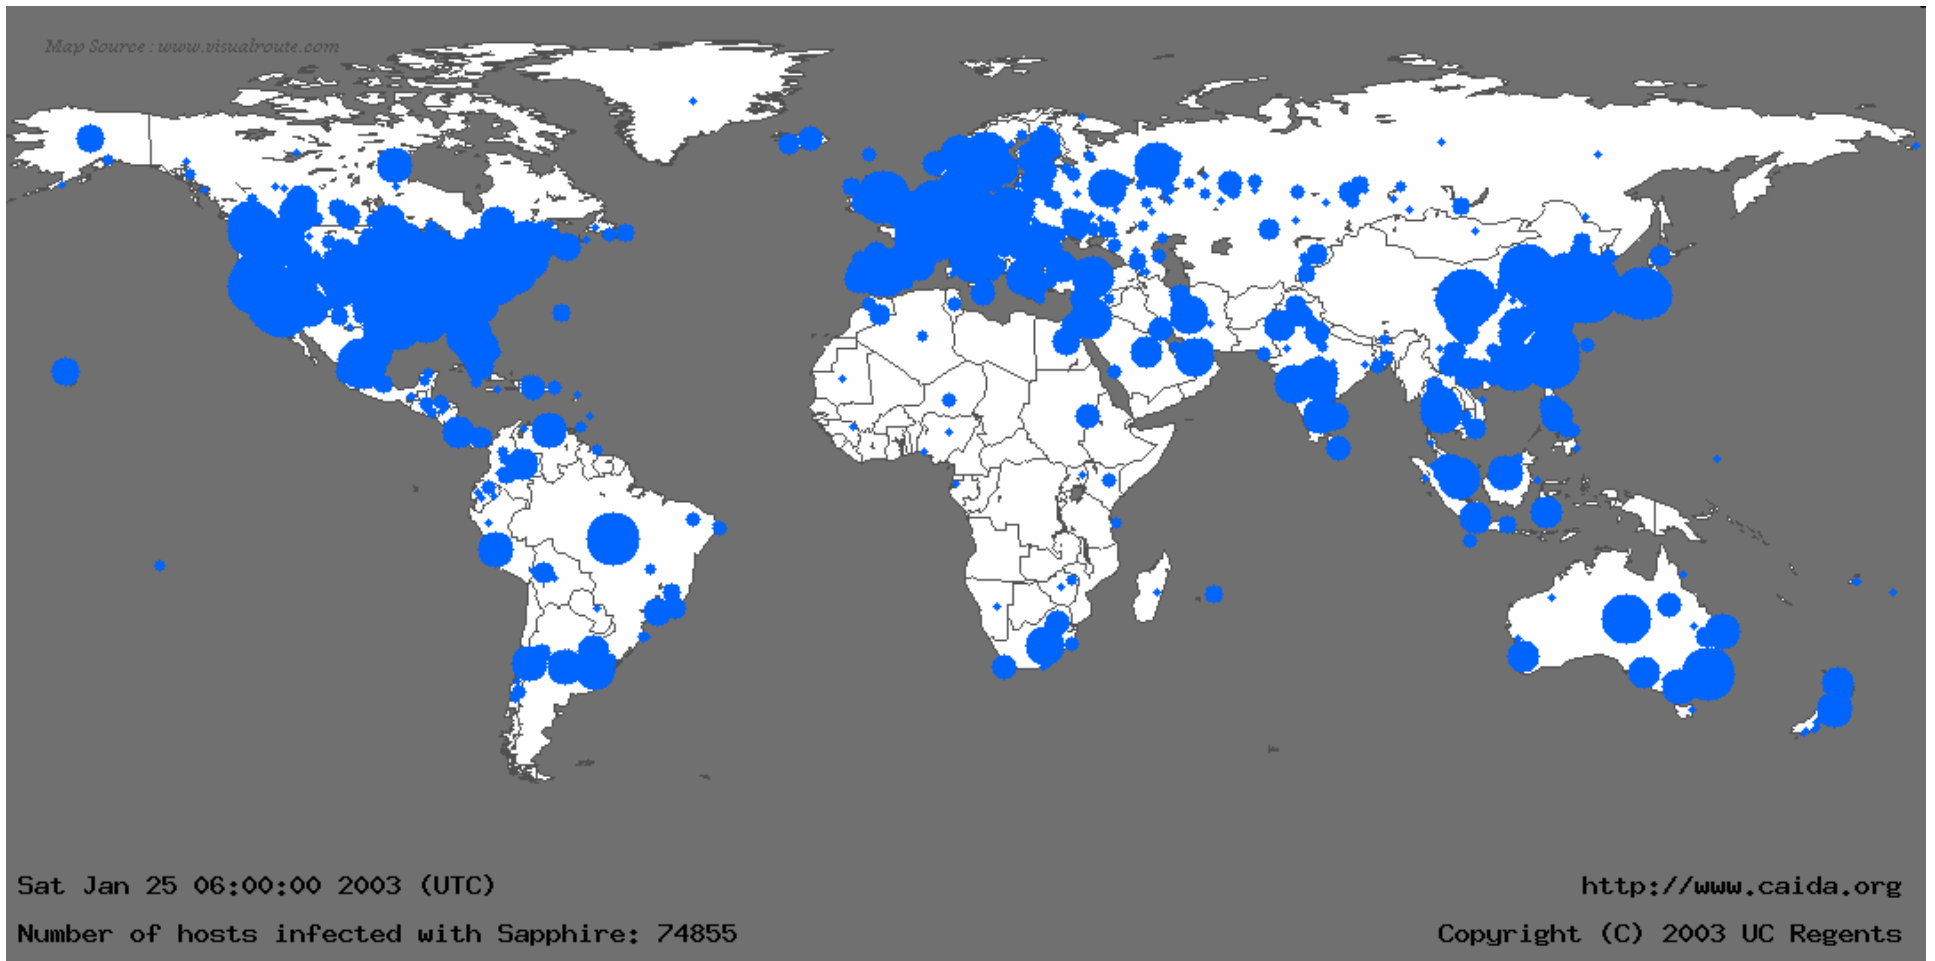 Map Source : www.visualroute.com
Sat Jan 25 06:00:00 2003 (UTC)
http://www.caida.org
Number of hosts infected with Sapphire: 74855
Copyright (C) 2003 UC Regents